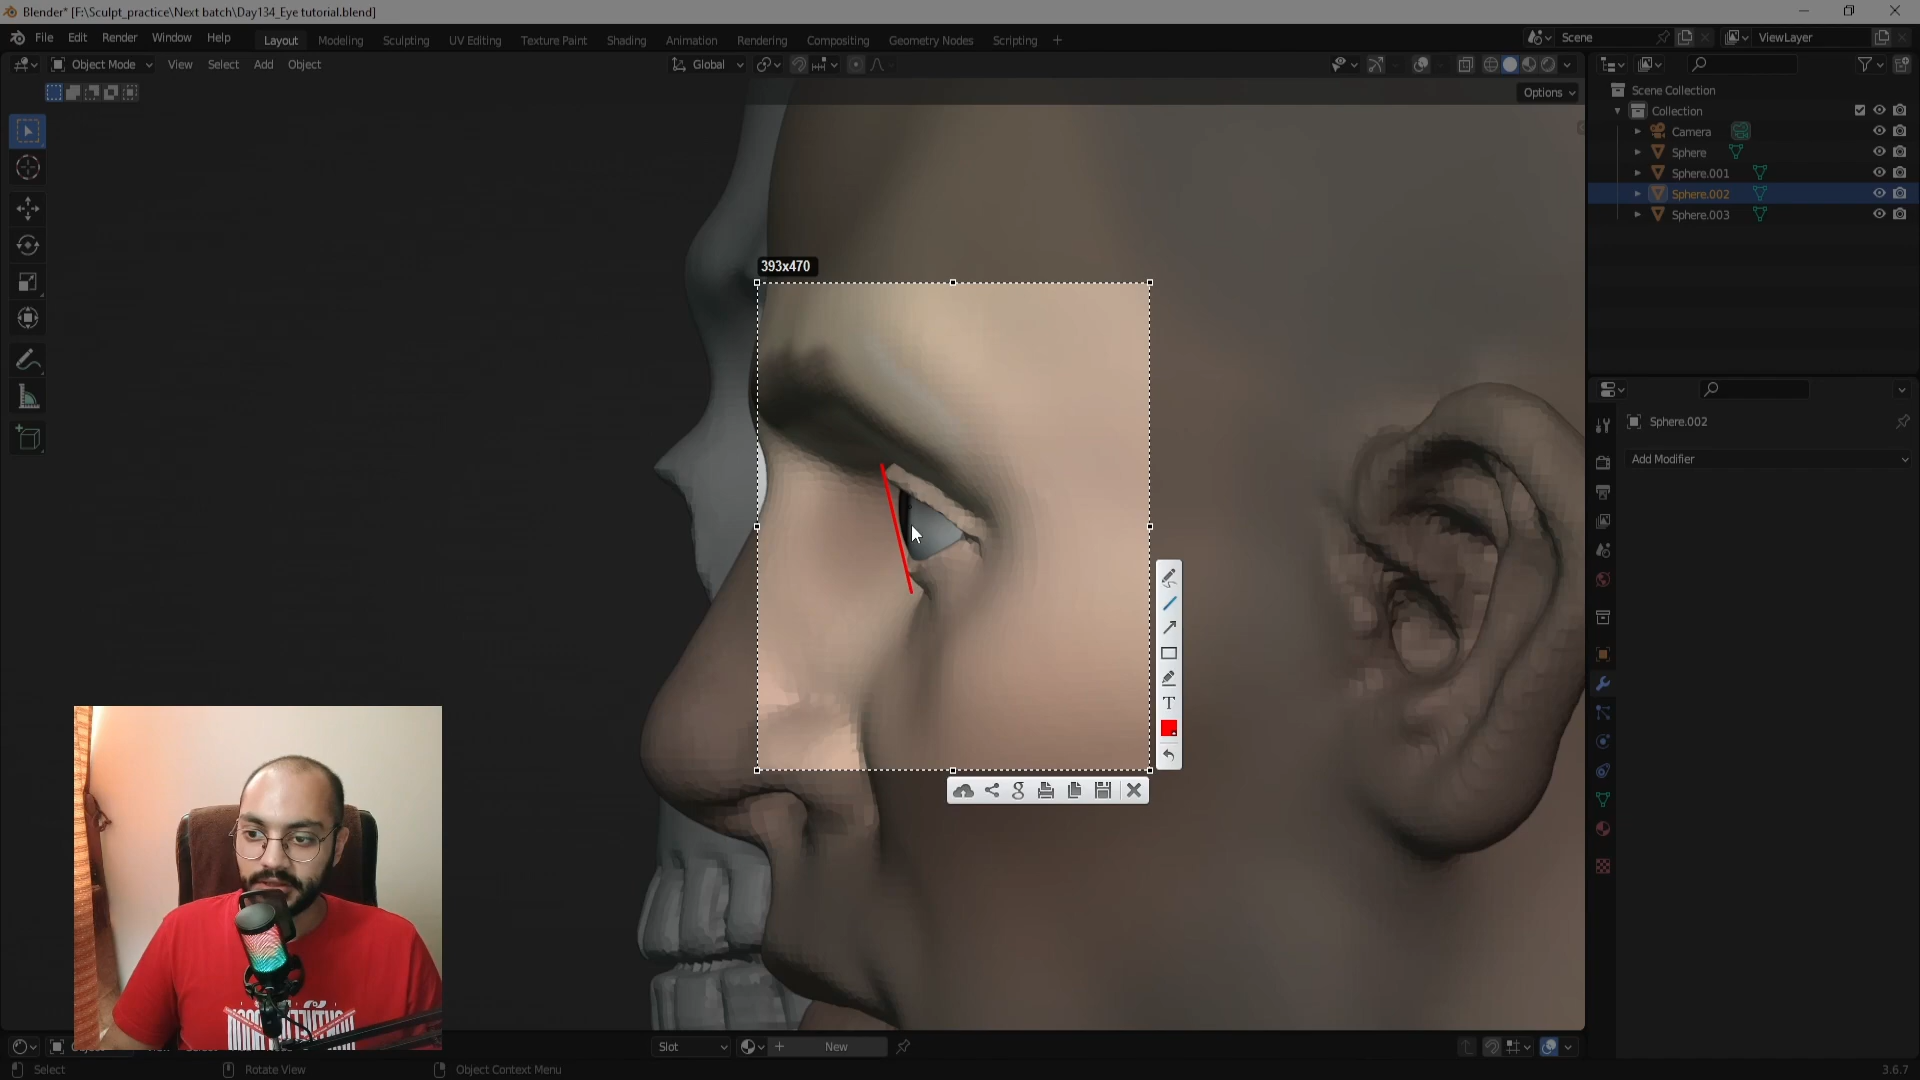 Blender* [F:\Sculpt_practice\Next batch\Day134_Eye tutorial.blend]
File Edit Render Window Help Layout Modeling Sculpting UV Editing Texture Paint Shading Animation Rendering Compositing Geometry Nodes Scripting + Scene ViewLayer
Object Mode View Select Add Object Global
Options
Scene Collection
Collection
Camera
Sphere
Sphere.001
Sphere.002
Sphere.003
393x470
Sphere.002
Add Modifier
T
g
Slot
New
Select
Rotate View
Object Context Menu
3.6.7